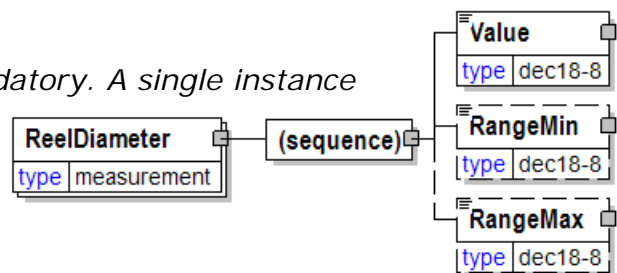 datory. A single instance
ReelDiameter
type measurement
(sequence)
Value
type dec18-8
RangeMin
type dec18-8
RangeMax
type dec18-8